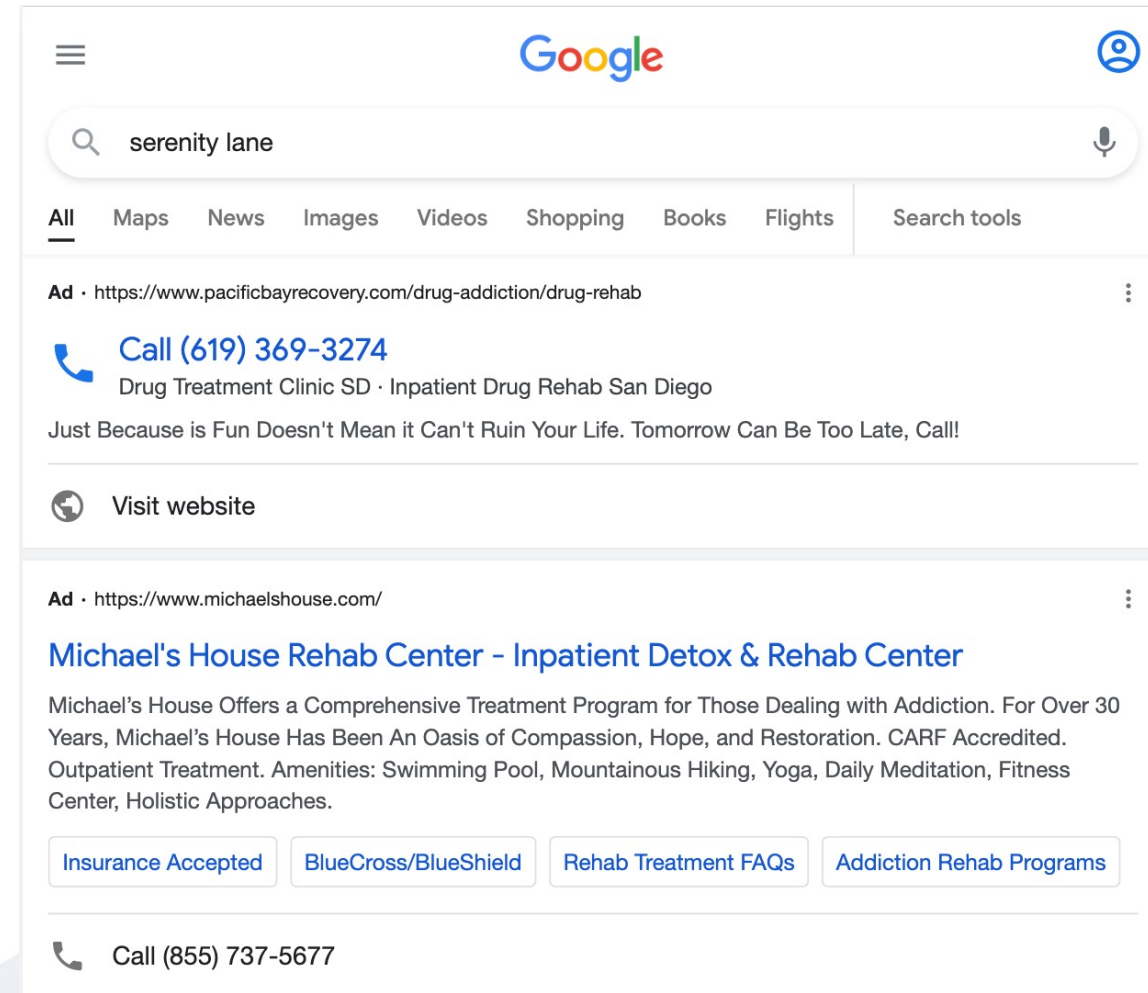 Google
serenity lane
All Maps News Images Videos Shopping Books Flights Search tools
Ad · https://www.pacificbayrecovery.com/drug-addiction/drug-rehab
Call (619) 369-3274
Drug Treatment Clinic SD · Inpatient Drug Rehab San Diego
Just Because is Fun Doesn't Mean it Can't Ruin Your Life. Tomorrow Can Be Too Late, Call!
Visit website
Ad · https://www.michaelshouse.com/
Michael's House Rehab Center - Inpatient Detox & Rehab Center
Michael’s House Offers a Comprehensive Treatment Program for Those Dealing with Addiction. For Over 30
Years, Michael’s House Has Been An Oasis of Compassion, Hope, and Restoration. CARF Accredited.
Outpatient Treatment. Amenities: Swimming Pool, Mountainous Hiking, Yoga, Daily Meditation, Fitness
Center, Holistic Approaches.
Insurance Accepted BlueCross/BlueShield Rehab Treatment FAQs Addiction Rehab Programs
Call (855) 737-5677